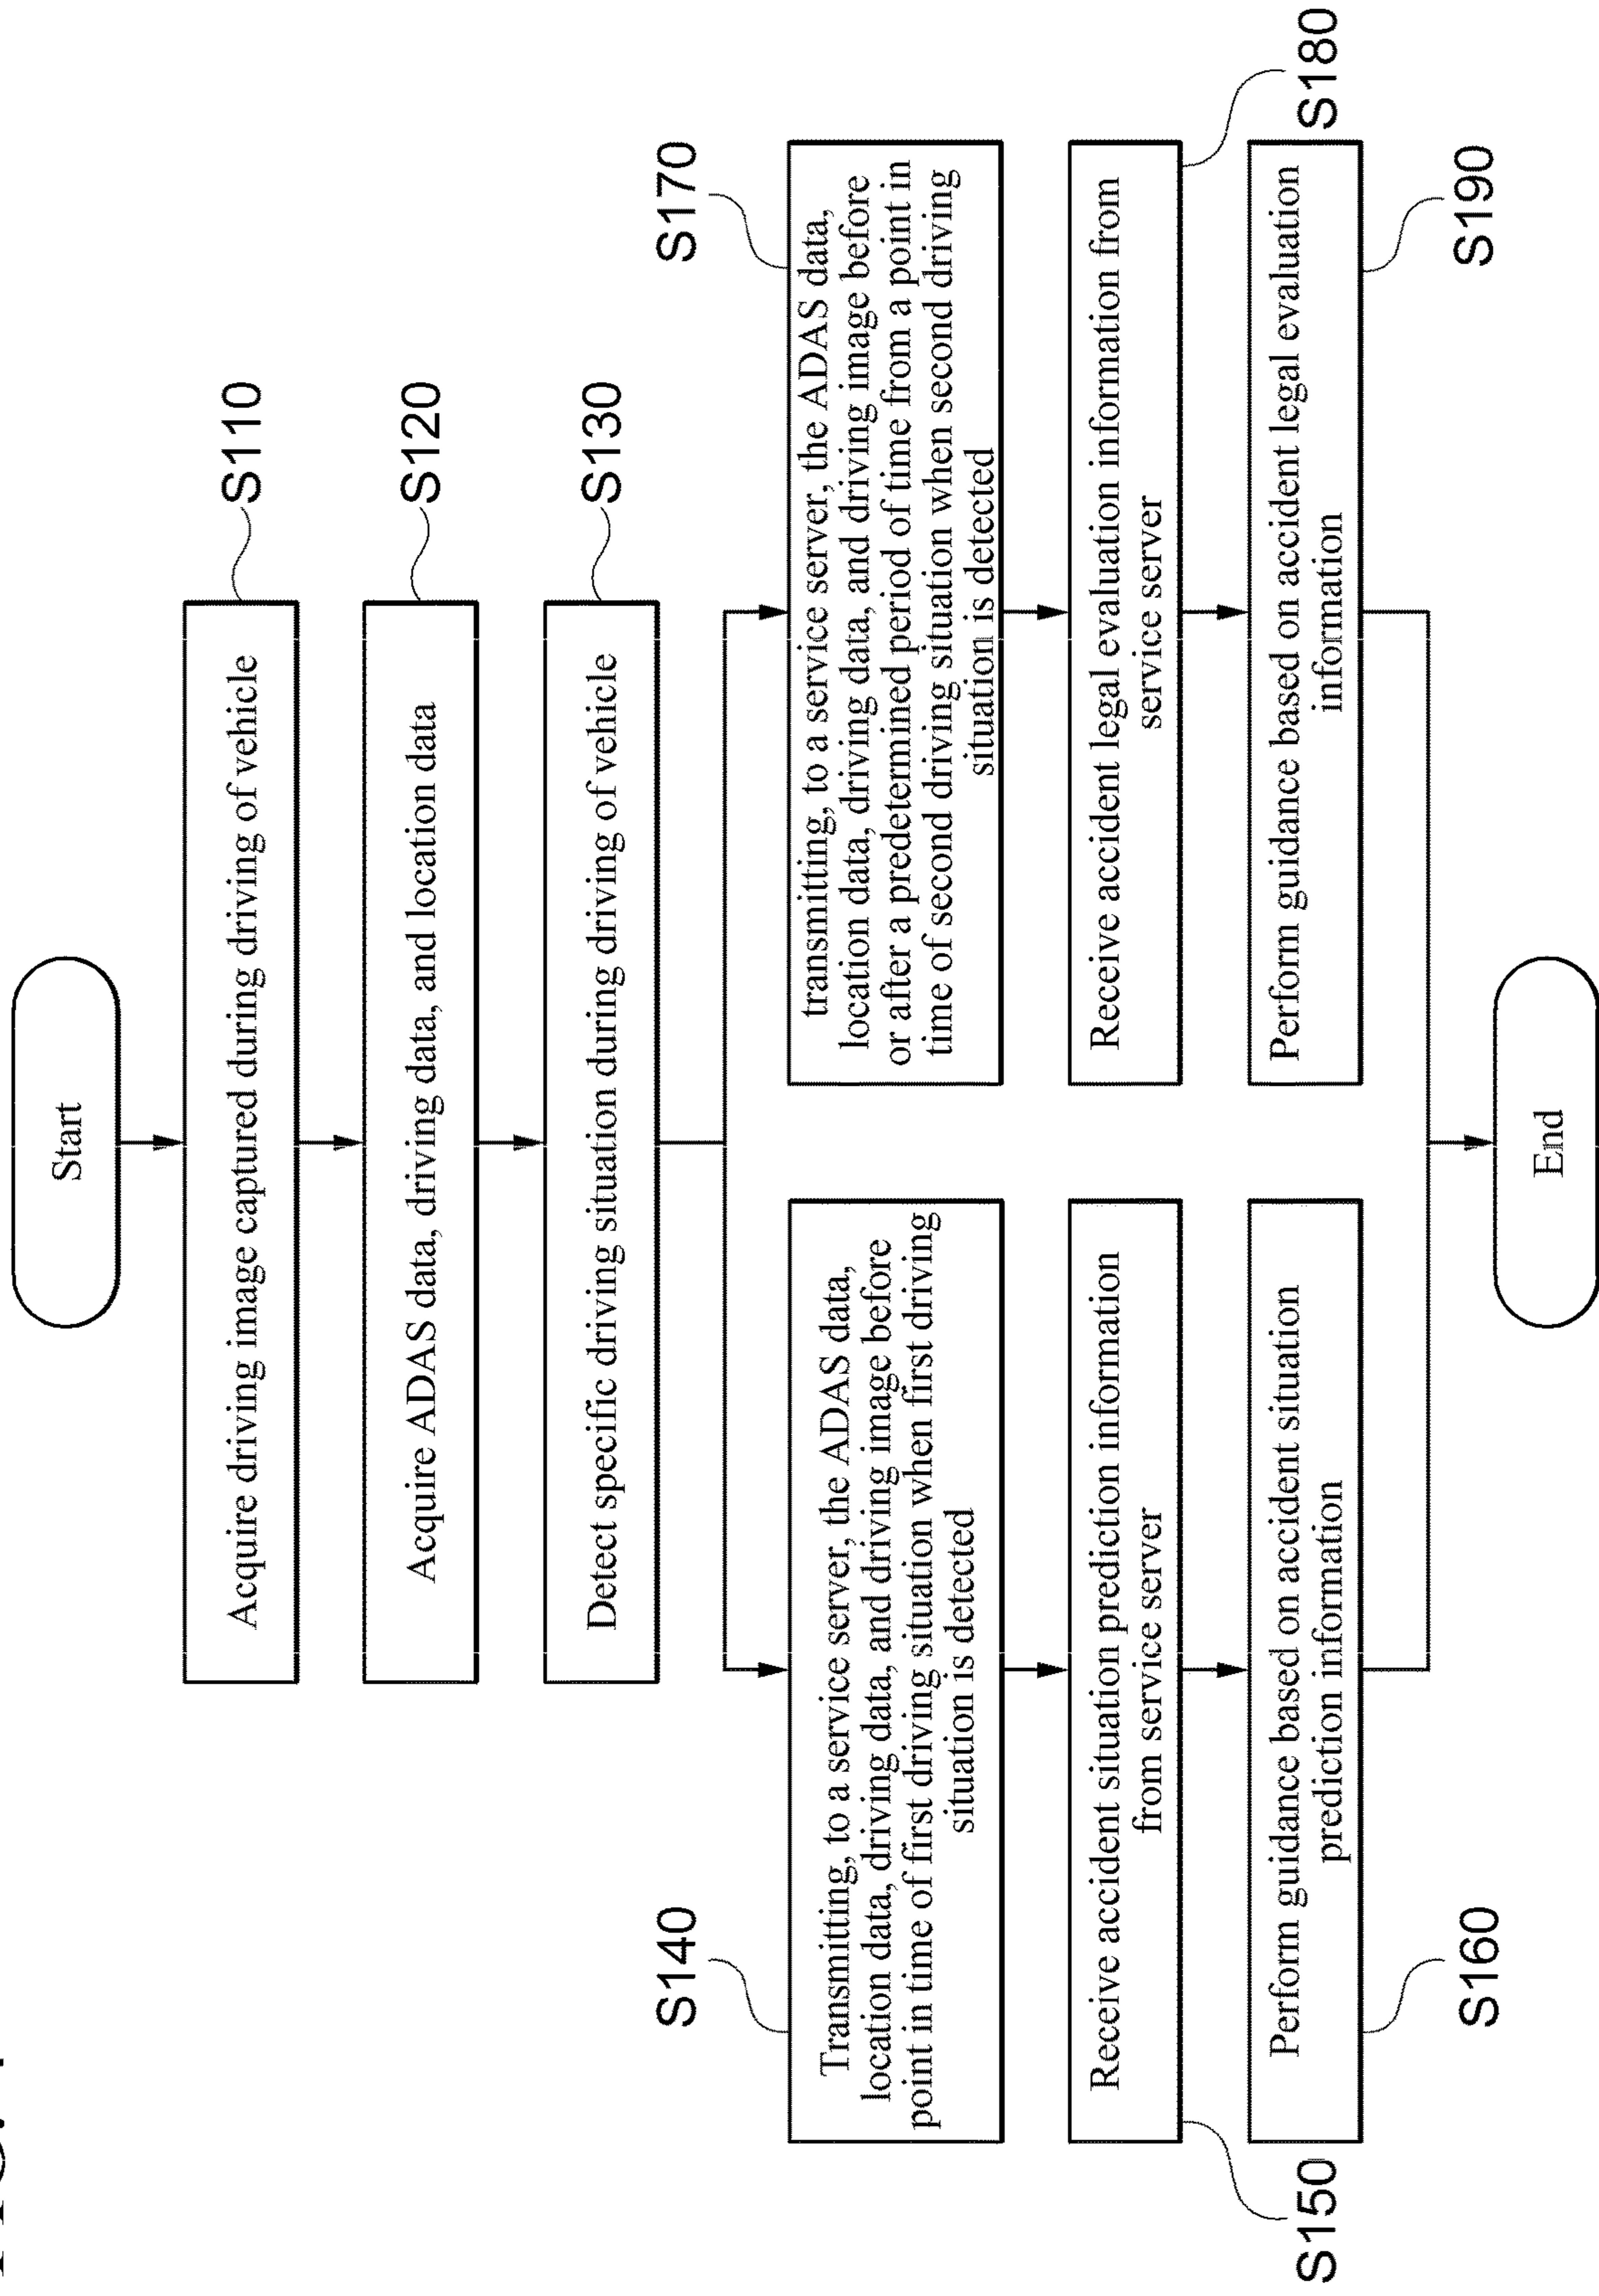 Start
Acquire driving image captured during driving of vehicle
S110
Acquire ADAS data, driving data, and location data
S120
Detect specific driving situation during driving of vehicle
S130
S140
Transmitting, to a service server, the ADAS data,
location data, driving data, and driving image before
point in time of first driving situation when first driving
situation is detected
Receive accident situation prediction information
from service server
S150
Perform guidance based on accident situation
prediction information
S160
S170
transmitting, to a service server, the ADAS data,
location data, driving data, and driving image before
or after a predetermined period of time from a point in
time of second driving situation when second driving
situation is detected
Receive accident legal evaluation information from
service server
S180
Perform guidance based on accident legal evaluation
information
S190
End